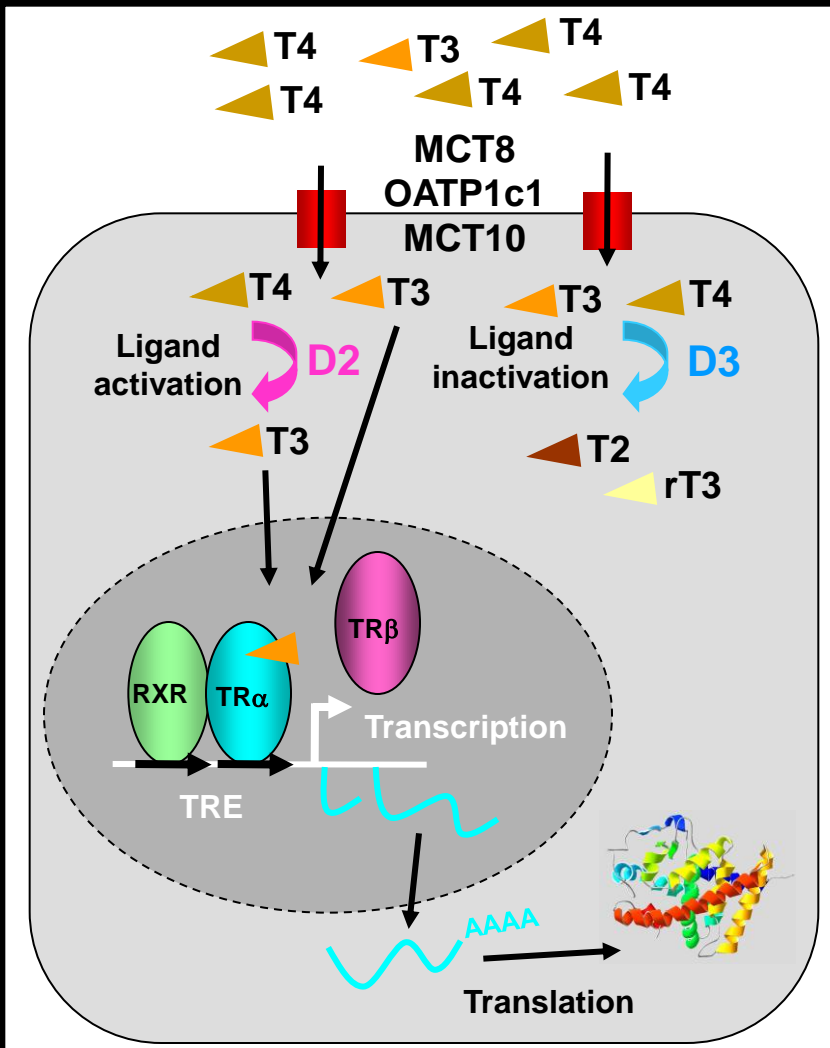 T4
T3
T4
T4
T4
T4
MCT8
OATP1c1
MCT10
T4
T3
T3
T4
Ligand
activation
D2
Ligand
inactivation
D3
T3
T2
rT3
TRβ
RXR
TRα
Transcription
TRE
AAAA
Translation